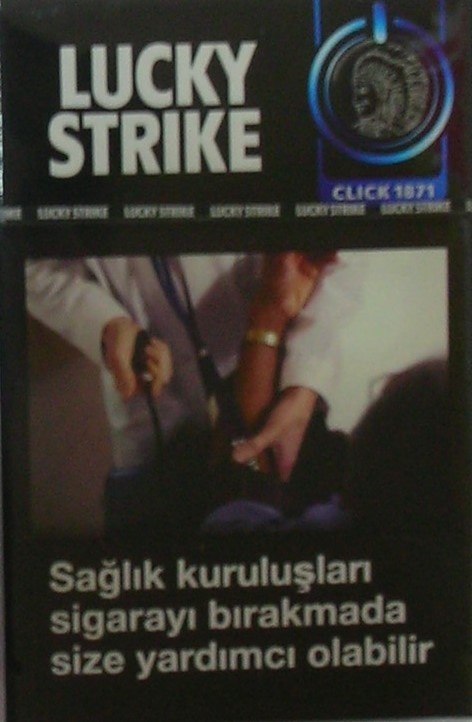 LUCKY
STRIKE
CLICK 1871
LUCKY STRIKE LUCKY STRIKE LUCKY STRIKE LUCKY STRIKE LUCKY STRIKE
Sağlık kuruluşları
sigarayı bırakmada
size yardımcı olabilir